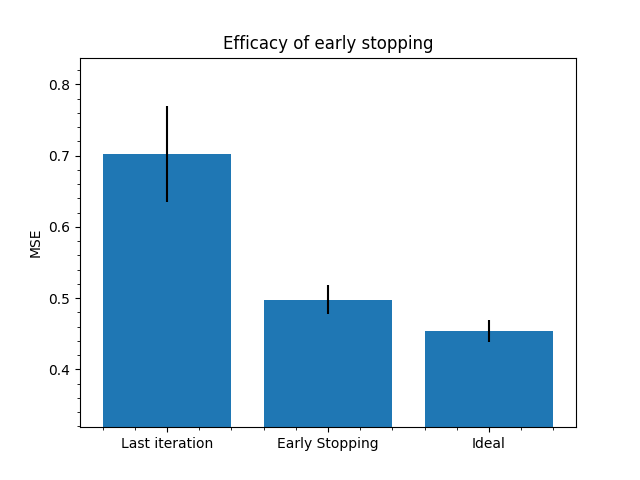 Efficacy of early stopping
0.8
0.7
0.6
0.5
0.4
MSE
Last iteration
Early Stopping
Ideal